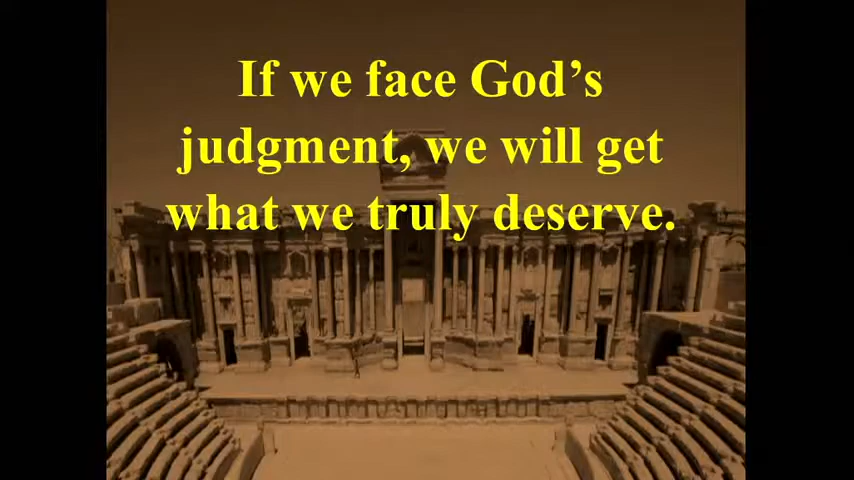 If we face God’s
judgment, we will get
what we truly deserve.